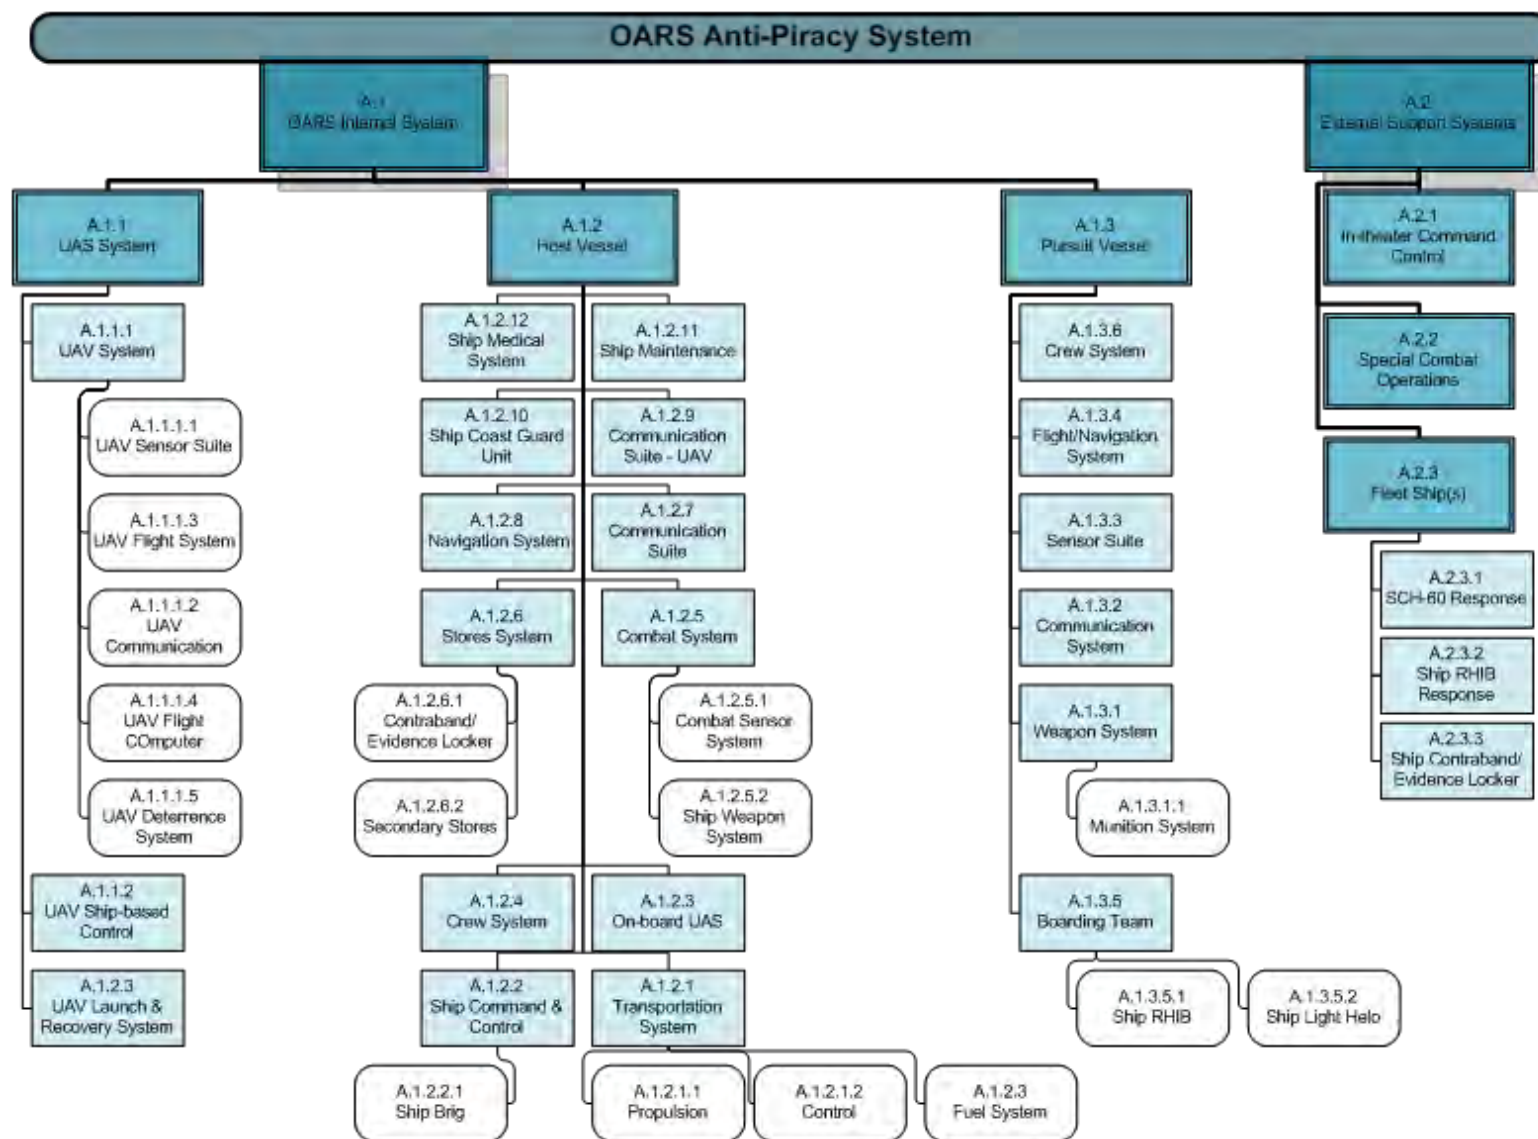 OARS Anti-Piracy System
A.1
OARS Internal System
A.2
External Support Systems
A.1.1
UAS System
A.1.2
Host Vessel
A.1.3
Pursuit Vessel
A.2.1
In-theater Command
Control
A.1.1.1
UAV System
A.1.2.12
Ship Medical
System
A.1.2.11
Ship Maintenance
A.1.3.6
Crew System
A.2.2
Special Combat
Operations
A.1.1.1.1
UAV Sensor Suite
A.1.2.10
Ship Coast Guard
Unit
A.1.2.9
Communication
Suite - UAV
A.1.3.4
Flight/Navigation
System
A.2.3
Fleet Ship(s)
A.1.1.1.3
UAV Flight System
A.1.2.8
Navigation System
A.1.2.7
Communication
Suite
A.1.3.3
Sensor Suite
A.2.3.1
SCH-60 Response
A.1.1.1.2
UAV
Communication
A.1.2.6
Stores System
A.1.2.5
Combat System
A.1.3.2
Communication
System
A.2.3.2
Ship RHIB
Response
A.1.1.1.4
UAV Flight
COmputer
A.1.2.6.1
Contraband/
Evidence Locker
A.1.2.5.1
Combat Sensor
System
A.1.3.1
Weapon System
A.2.3.3
Ship Contraband/
Evidence Locker
A.1.1.1.5
UAV Deterrence
System
A.1.2.6.2
Secondary Stores
A.1.2.5.2
Ship Weapon
System
A.1.3.1.1
Munition System
A.1.1.2
UAV Ship-based
Control
A.1.2.4
Crew System
A.1.2.3
On-board UAS
A.1.3.5
Boarding Team
A.1.2.3
UAV Launch &
Recovery System
A.1.2.2
Ship Command &
Control
A.1.2.1
Transportation
System
A.1.3.5.1
Ship RHIB
A.1.3.5.2
Ship Light Helo
A.1.2.2.1
Ship Brig
A.1.2.1.1
Propulsion
A.1.2.1.2
Control
A.1.2.3
Fuel System